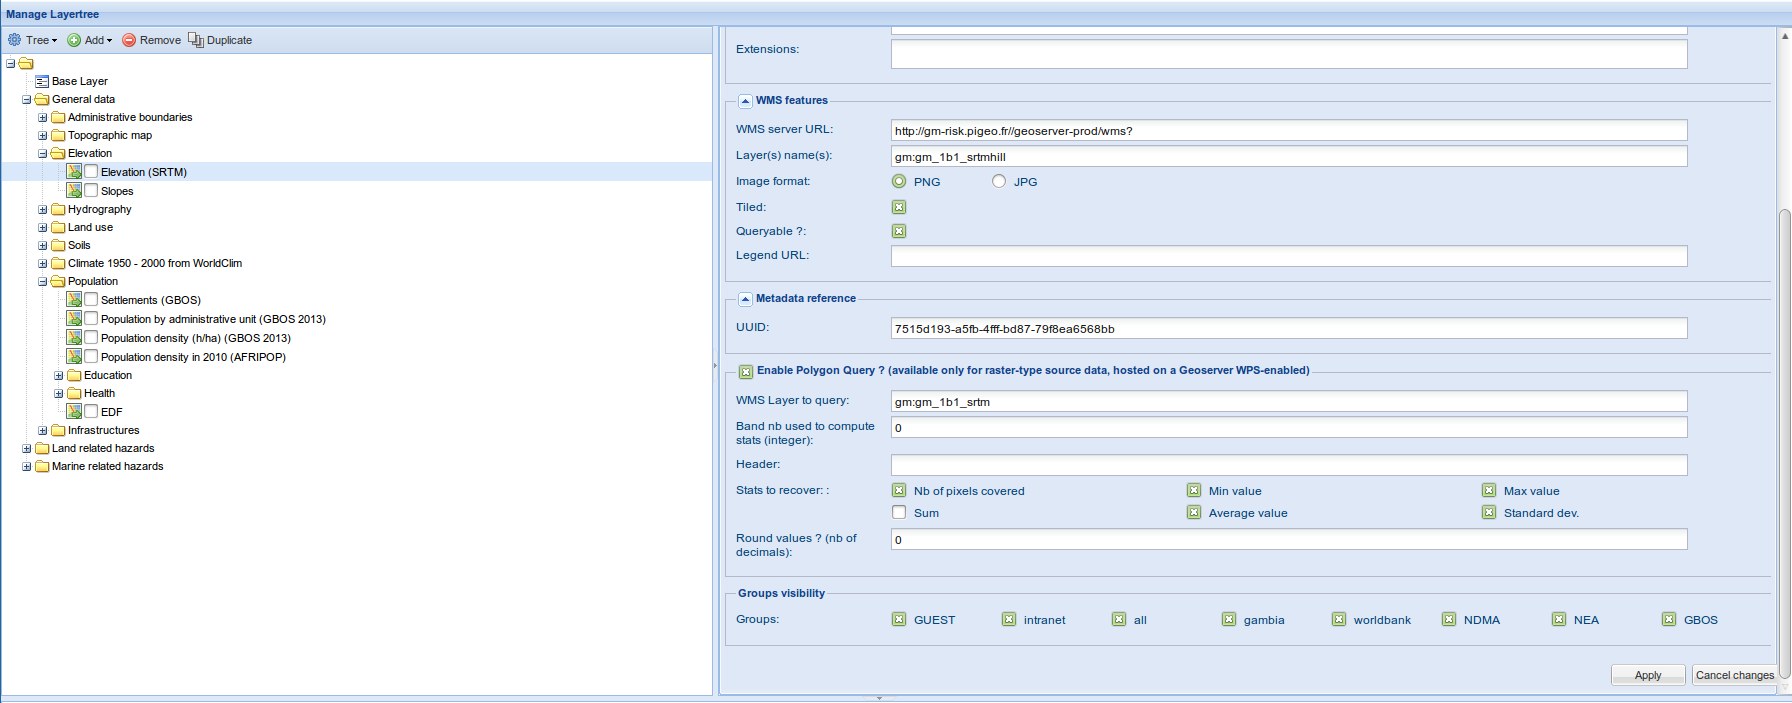 Manage Layertree
Tree Add Remove Duplicate
Base Layer
General data
Administrative boundaries
Topographic map
Elevation
Elevation (SRTM)
Slopes
Hydrography
Land use
Soils
Climate 1950 - 2000 from WorldClim
Population
Settlements (GBOS)
Population by administrative unit (GBOS 2013)
Population density (h/ha) (GBOS 2013)
Population density in 2010 (AFRIPOP)
Education
Health
EDF
Infrastructures
Land related hazards
Marine related hazards
Extensions:
WMS features
WMS server URL: http://gm-risk.pigeo.fr//geoserver-prod/wms?
Layer(s) name(s): gm:gm_1b1_srtmhill
Image format: PNG JPG
Tiled:
Queryable ?:
Legend URL:
Metadata reference
UUID: 7515d193-a5fb-4fff-bd87-79f8ea6568bb
Enable Polygon Query ? (available only for raster-type source data, hosted on a Geoserver WPS-enabled)
WMS Layer to query: gm:gm_1b1_srtm
Band nb used to compute
stats (integer): 0
Header:
Stats to recover: : Nb of pixels covered Min value Max value
Sum Average value Standard dev.
Round values ? (nb of
decimals): 0
Groups visibility
Groups: GUEST intranet all gambia worldbank NDMA NEA GBOS
Apply Cancel changes